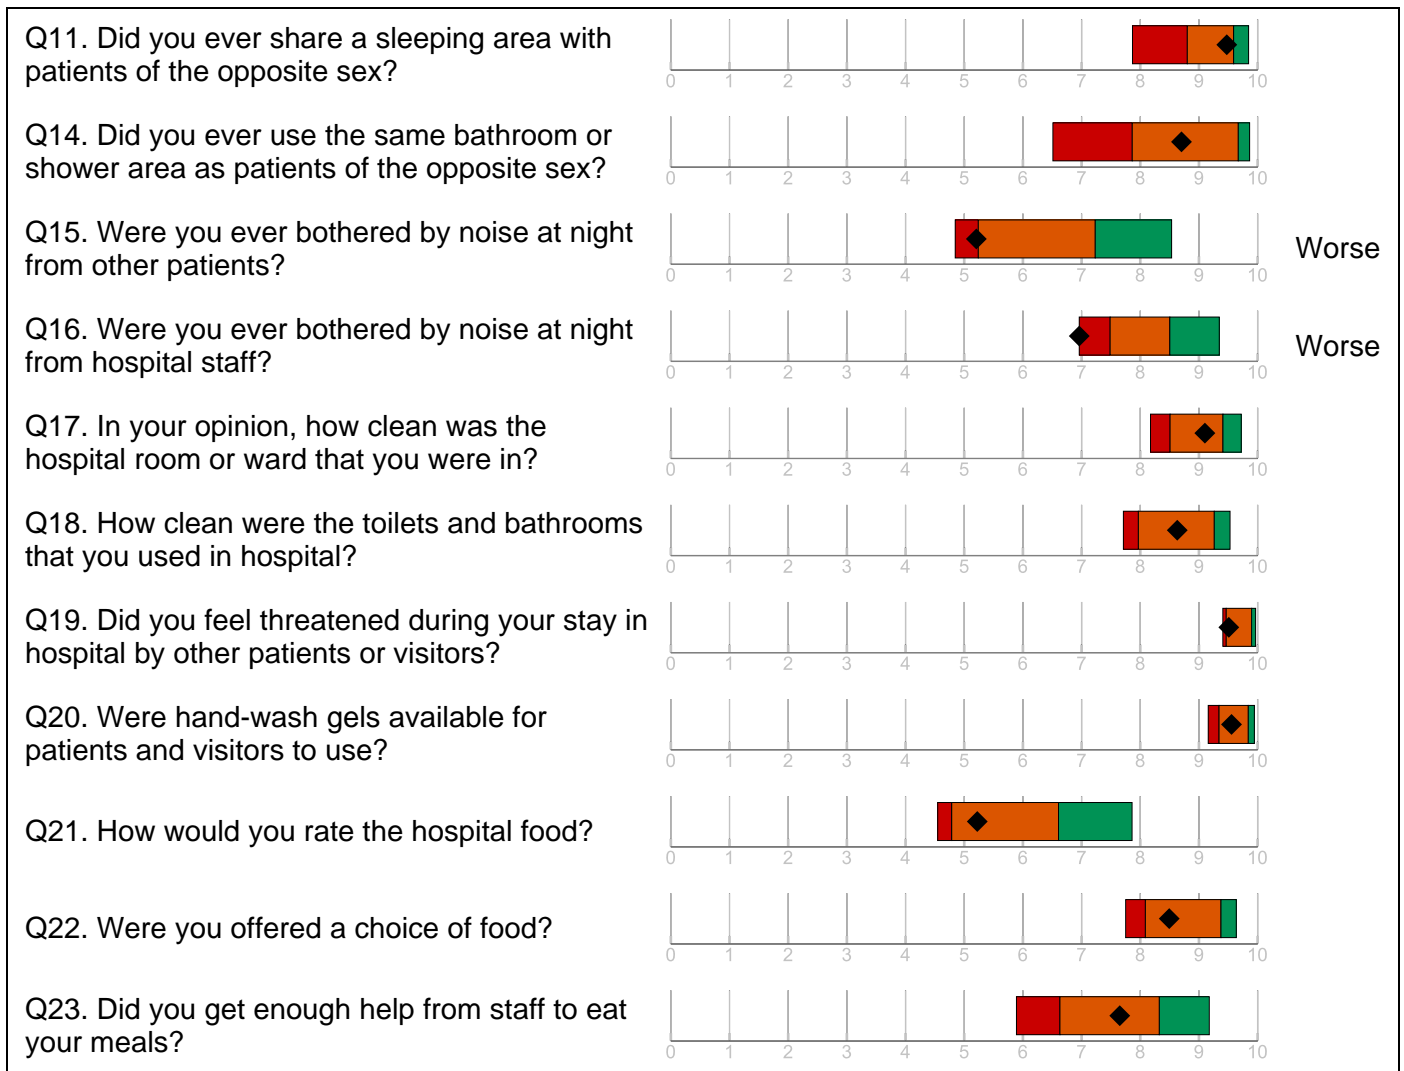 Q11. Did you ever share a sleeping area with
patients of the opposite sex?
0 1 2 3 4 5 6 7 8 9 10
Q14. Did you ever use the same bathroom or
shower area as patients of the opposite sex?
0 1 2 3 4 5 6 7 8 9 10
Q15. Were you ever bothered by noise at night
from other patients?
Worse
0 1 2 3 4 5 6 7 8 9 10
Q16. Were you ever bothered by noise at night
from hospital staff?
Worse
0 1 2 3 4 5 6 7 8 9 10
Q17. In your opinion, how clean was the
hospital room or ward that you were in?
0 1 2 3 4 5 6 7 8 9 10
Q18. How clean were the toilets and bathrooms
that you used in hospital?
0 1 2 3 4 5 6 7 8 9 10
Q19. Did you feel threatened during your stay in
hospital by other patients or visitors?
0 1 2 3 4 5 6 7 8 9 10
Q20. Were hand-wash gels available for
patients and visitors to use?
0 1 2 3 4 5 6 7 8 9 10
Q21. How would you rate the hospital food?
0 1 2 3 4 5 6 7 8 9 10
Q22. Were you offered a choice of food?
0 1 2 3 4 5 6 7 8 9 10
Q23. Did you get enough help from staff to eat
your meals?
0 1 2 3 4 5 6 7 8 9 10